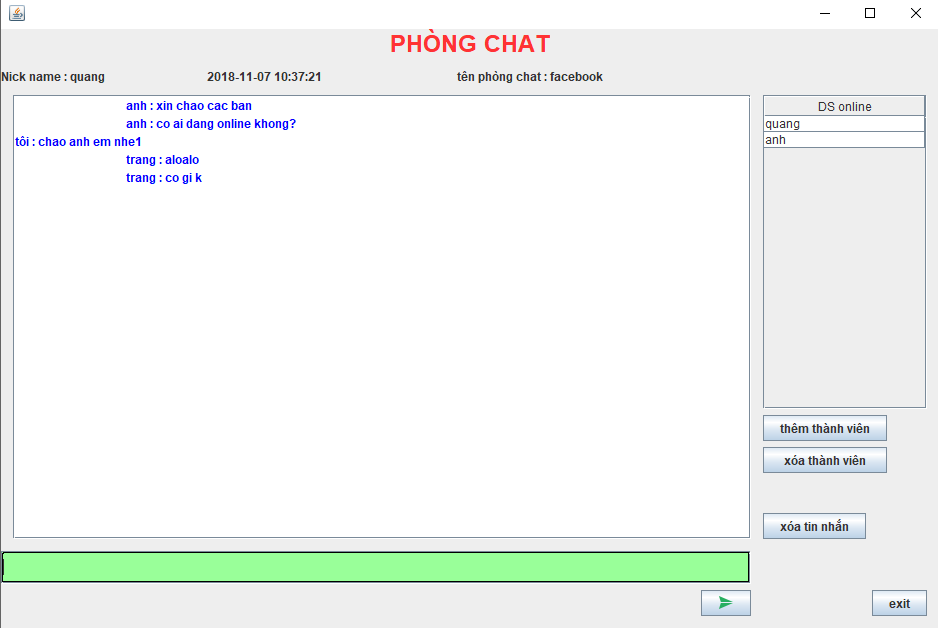 PHÒNG CHAT
Nick name : quang 2018-11-07 10:37:21 tên phòng chat : facebook
anh : xin chao cac ban
anh : co ai dang online khong?
tôi : chao anh em nhe1
trang : aloalo
trang : co gi k
DS online
quang
anh
thêm thành viên
xóa thành viên
xóa tin nhắn
exit